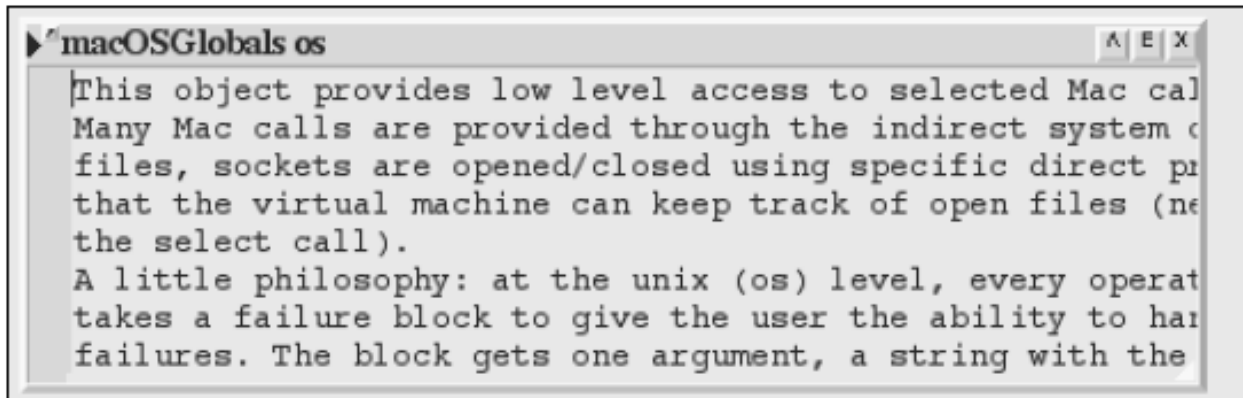 macOSGlobals os
Λ E X
This object provides low level access to selected Mac cal
Many Mac calls are provided through the indirect system c
files, sockets are opened/closed using specific direct pr
that the virtual machine can keep track of open files (ne
the select call).
A little philosophy: at the unix (os) level, every operat
takes a failure block to give the user the ability to han
failures. The block gets one argument, a string with the